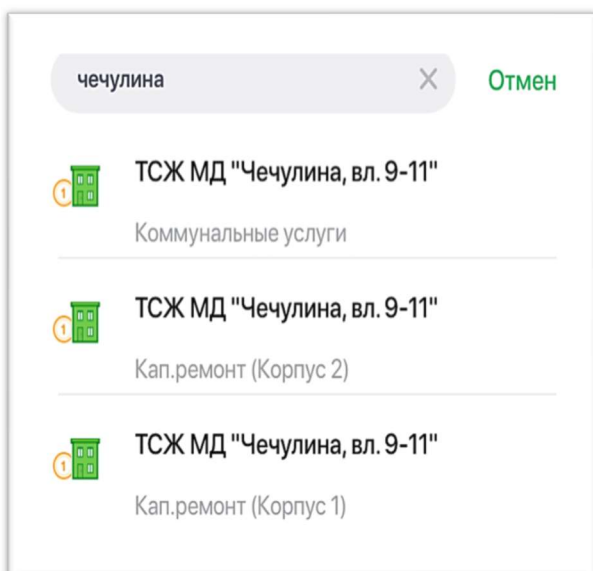 чечулина
Отмен
ТСЖ МД "Чечулина, вл. 9-11"
Коммунальные услуги
ТСЖ МД "Чечулина, вл. 9-11"
Кап.ремонт (Корпус 2)
ТСЖ МД "Чечулина, вл. 9-11"
Кап.ремонт (Корпус 1)